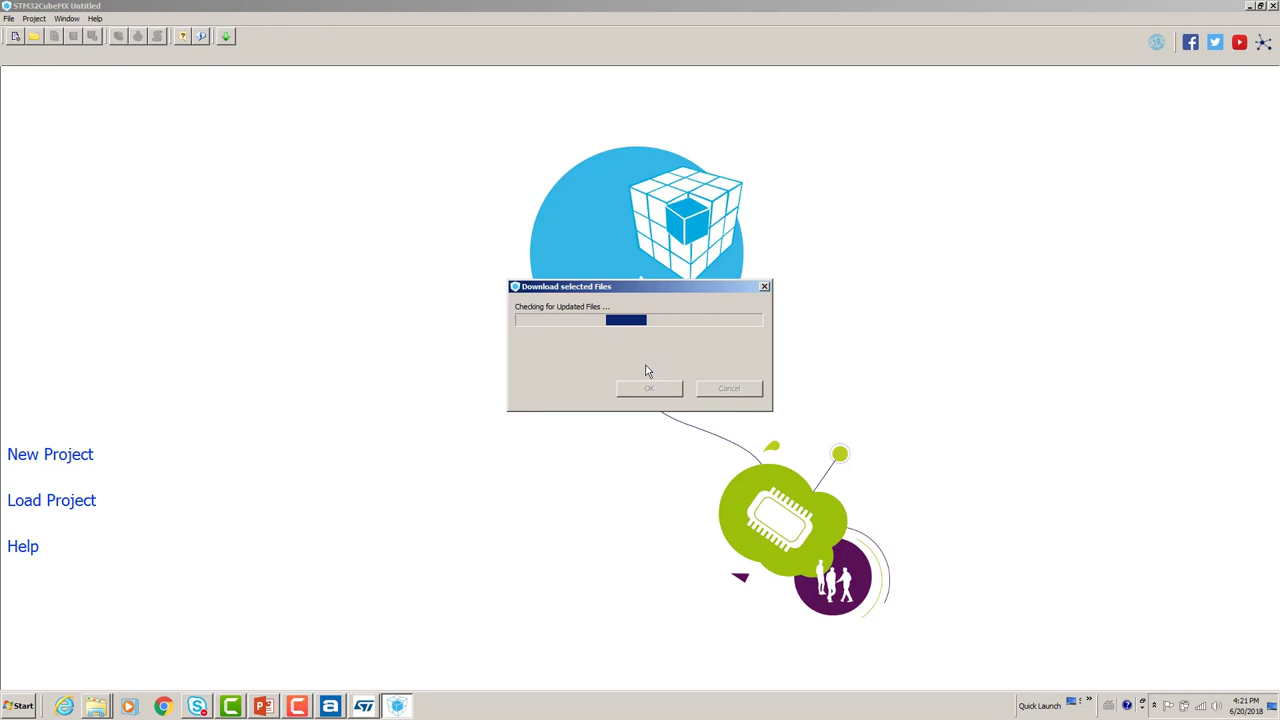 STM32CubeMX Untitled
File Project Window Help
Download selected Files
Checking for Updated Files ...
OK Cancel
New Project
Load Project
Help
Start
Quick Launch
4:21 PM
6/20/2018